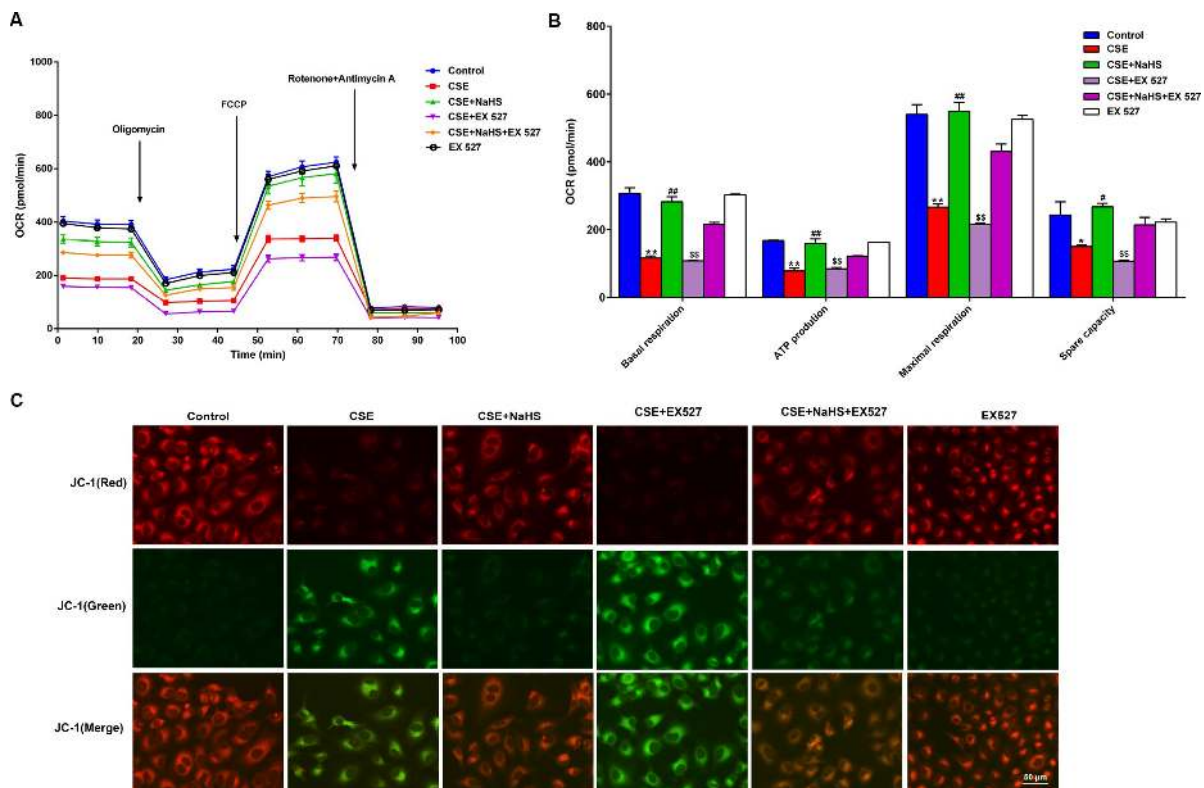 A
OCR (pmol/min)
1000
800
600
400
200
0
0 10 20 30 40 50 60 70 80 90 100
Time (min)
Oligomycin
FCCP
Rotenone+Antimycin A
Control
CSE
CSE+NaHS
CSE+EX 527
CSE+NaHS+EX 527
EX 527
B
OCR (pmol/min)
800
600
400
200
0
## ## ## #
** ** ** *
$$ $$ $$ $$
Basal respiration
ATP prodution
Maximal respiration
Spare capacity
Control
CSE
CSE+NaHS
CSE+EX 527
CSE+NaHS+EX 527
EX 527
C
Control CSE CSE+NaHS CSE+EX527 CSE+NaHS+EX527 EX527
JC-1(Red)
JC-1(Green)
JC-1(Merge)
50 μm